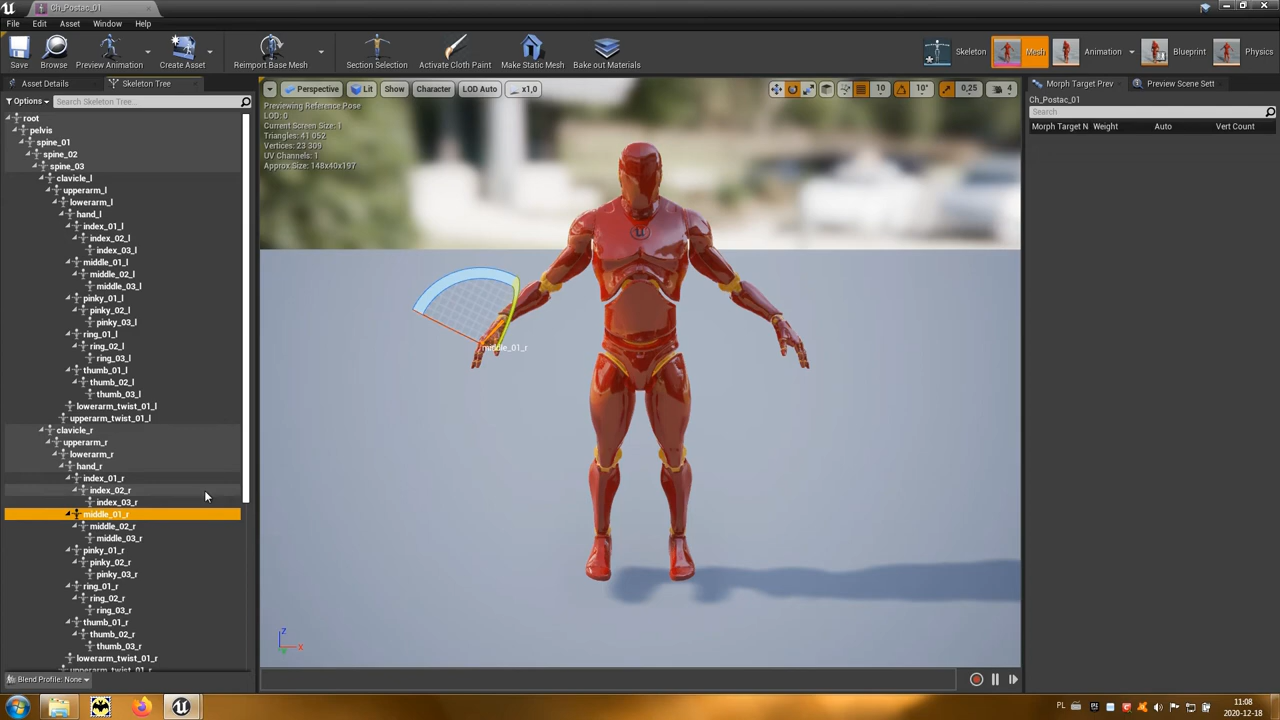 Ch_Postac_01
File Edit Asset Window Help
Save Browse Preview Animation Create Asset Reimport Base Mesh Section Selection Activate Cloth Paint Make Static Mesh Bake out Materials Skeleton Mesh Animation Blueprint Physics
Asset Details Skeleton Tree
Options Search Skeleton Tree...
root
pelvis
spine_01
spine_02
spine_03
clavicle_l
upperarm_l
lowerarm_l
hand_l
index_01_l
index_02_l
index_03_l
middle_01_l
middle_02_l
middle_03_l
pinky_01_l
pinky_02_l
pinky_03_l
ring_01_l
ring_02_l
ring_03_l
thumb_01_l
thumb_02_l
thumb_03_l
lowerarm_twist_01_l
upperarm_twist_01_l
clavicle_r
upperarm_r
lowerarm_r
hand_r
index_01_r
index_02_r
index_03_r
middle_01_r
middle_02_r
middle_03_r
pinky_01_r
pinky_02_r
pinky_03_r
ring_01_r
ring_02_r
ring_03_r
thumb_01_r
thumb_02_r
thumb_03_r
lowerarm_twist_01_r
upperarm_twist_01_r
Blend Profile: None
Perspective Lit Show Character LOD Auto x1,0 10 10° 0,25 4
Previewing Reference Pose
LOD: 0
Current Screen Size: 1
Triangles: 41 052
Vertices: 23 309
UV Channels: 1
Approx Size: 148x40x197
middle_01_r
Z
X
Morph Target Prev Preview Scene Sett
Ch_Postac_01
Search
Morph Target N Weight Auto Vert Count
PL 11:08
2020-12-18